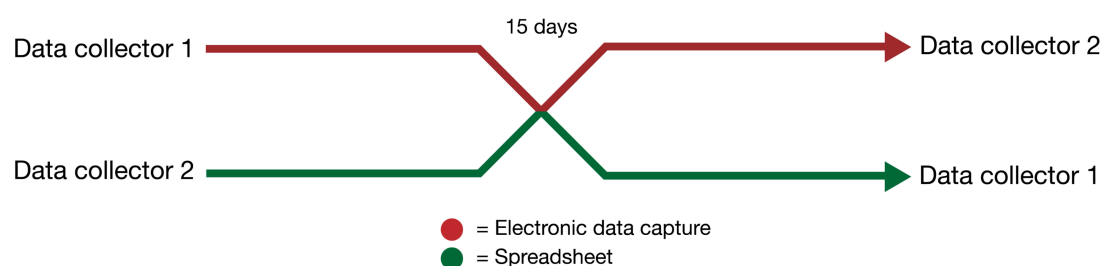 15 days
Data collector 1
Data collector 2
Data collector 2
Data collector 1
= Electronic data capture
= Spreadsheet